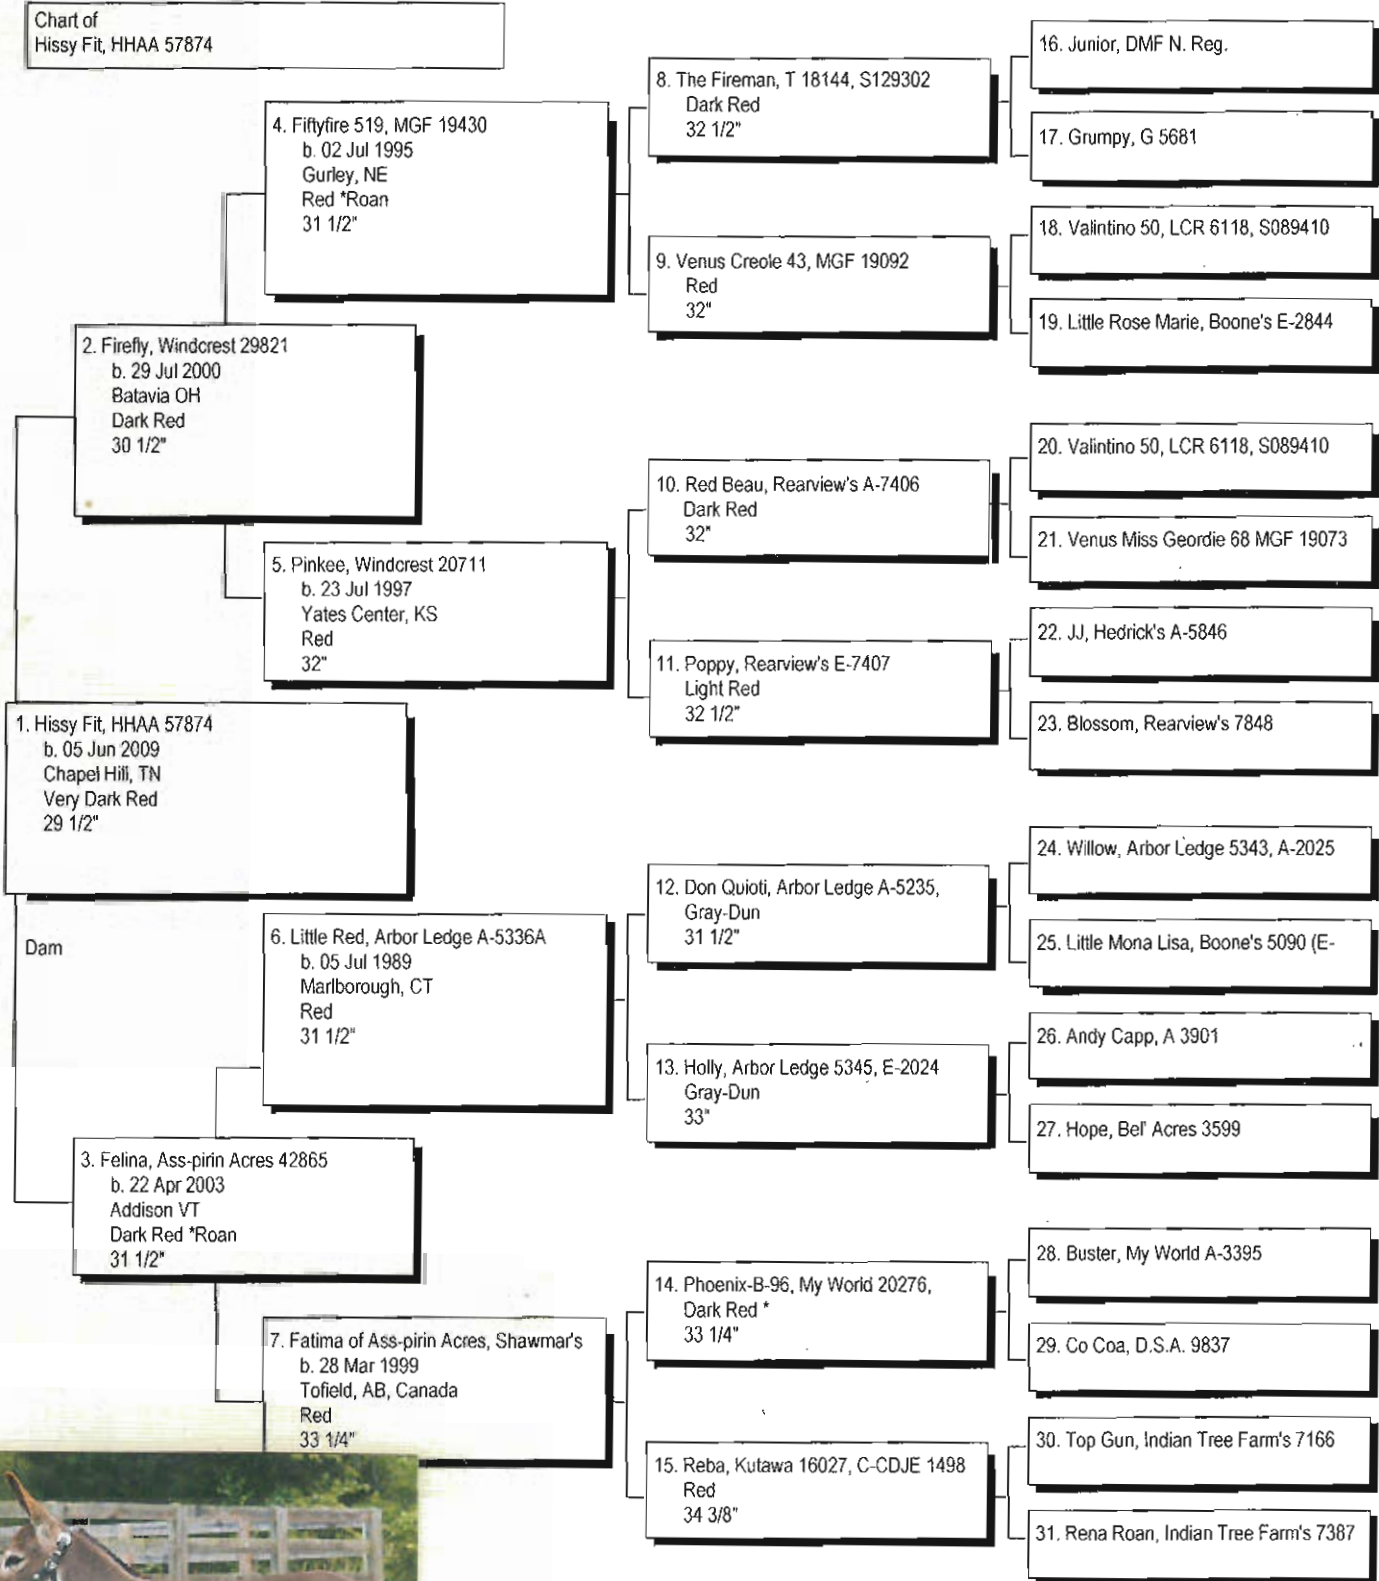 Chart of
Hissy Fit, HHAA 57874
1. Hissy Fit, HHAA 57874
b. 05 Jun 2009
Chapel Hill, TN
Very Dark Red
29 1/2"
Dam
2. Firefly, Windcrest 29821
b. 29 Jul 2000
Batavia OH
Dark Red
30 1/2"
3. Felina, Ass-pirin Acres 42865
b. 22 Apr 2003
Addison VT
Dark Red *Roan
31 1/2"
4. Fiftyfire 519, MGF 19430
b. 02 Jul 1995
Gurley, NE
Red *Roan
31 1/2"
5. Pinkee, Windcrest 20711
b. 23 Jul 1997
Yates Center, KS
Red
32"
6. Little Red, Arbor Ledge A-5336A
b. 05 Jul 1989
Marlborough, CT
Red
31 1/2"
7. Fatima of Ass-pirin Acres, Shawmar's
b. 28 Mar 1999
Tofield, AB, Canada
Red
33 1/4"
8. The Fireman, T 18144, S129302
Dark Red
32 1/2"
9. Venus Creole 43, MGF 19092
Red
32"
10. Red Beau, Rearview's A-7406
Dark Red
32"
11. Poppy, Rearview's E-7407
Light Red
32 1/2"
12. Don Quioti, Arbor Ledge A-5235,
Gray-Dun
31 1/2"
13. Holly, Arbor Ledge 5345, E-2024
Gray-Dun
33"
14. Phoenix-B-96, My World 20276,
Dark Red *
33 1/4"
15. Reba, Kutawa 16027, C-CDJE 1498
Red
34 3/8"
16. Junior, DMF N. Reg.
17. Grumpy, G 5681
18. Valintino 50, LCR 6118, S089410
19. Little Rose Marie, Boone's E-2844
20. Valintino 50, LCR 6118, S089410
21. Venus Miss Geordie 68 MGF 19073
22. JJ, Hedrick's A-5846
23. Blossom, Rearview's 7848
24. Willow, Arbor Ledge 5343, A-2025
25. Little Mona Lisa, Boone's 5090 (E-
26. Andy Capp, A 3901
27. Hope, Bel' Acres 3599
28. Buster, My World A-3395
29. Co Coa, D.S.A. 9837
30. Top Gun, Indian Tree Farm's 7166
31. Rena Roan, Indian Tree Farm's 7387